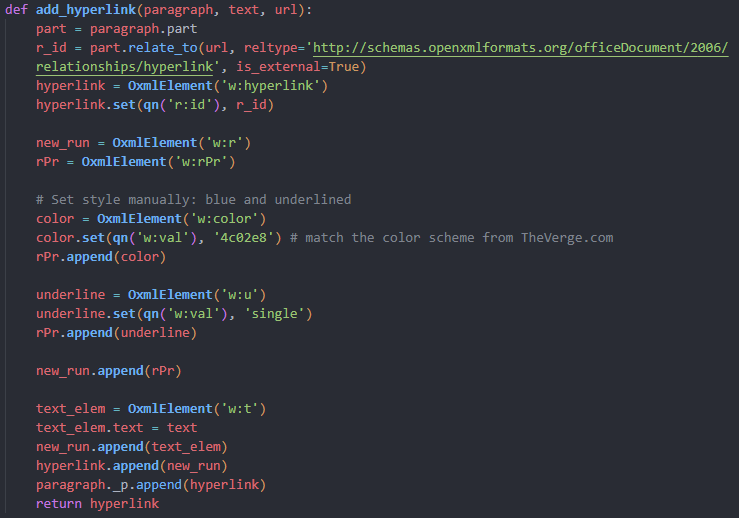 def add_hyperlink(paragraph, text, url):
    part = paragraph.part
    r_id = part.relate_to(url, reltype='http://schemas.openxmlformats.org/officeDocument/2006/
    relationships/hyperlink', is_external=True)
    hyperlink = OxmlElement('w:hyperlink')
    hyperlink.set(qn('r:id'), r_id)

    new_run = OxmlElement('w:r')
    rPr = OxmlElement('w:rPr')

    # Set style manually: blue and underlined
    color = OxmlElement('w:color')
    color.set(qn('w:val'), '4c02e8') # match the color scheme from TheVerge.com
    rPr.append(color)

    underline = OxmlElement('w:u')
    underline.set(qn('w:val'), 'single')
    rPr.append(underline)

    new_run.append(rPr)

    text_elem = OxmlElement('w:t')
    text_elem.text = text
    new_run.append(text_elem)
    hyperlink.append(new_run)
    paragraph._p.append(hyperlink)
    return hyperlink